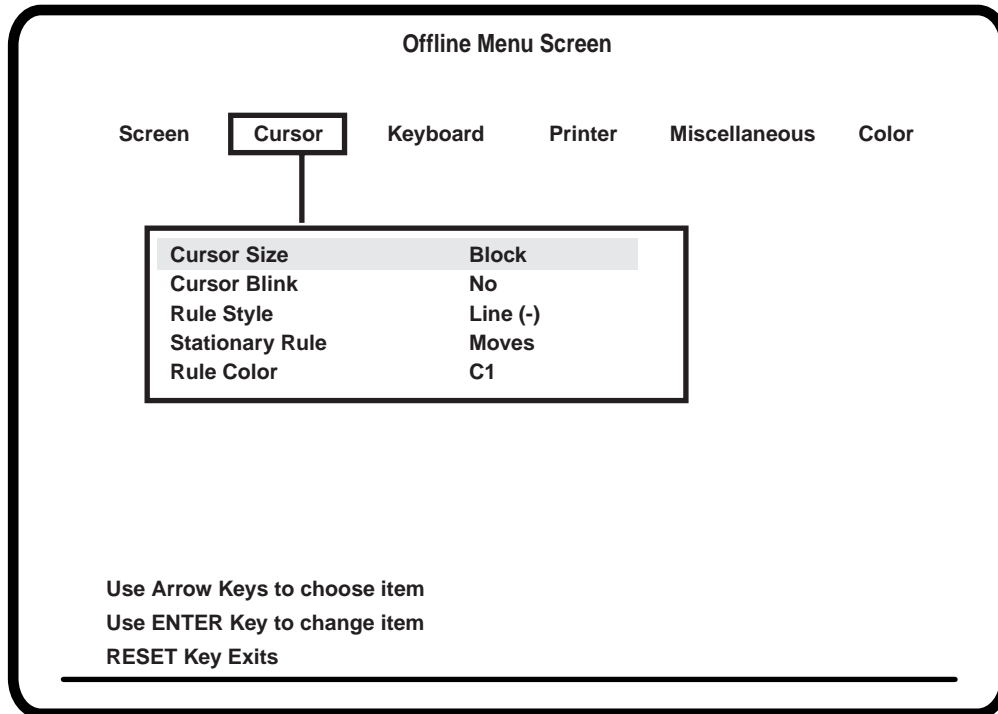 Offline Menu Screen
Screen Cursor Keyboard Printer Miscellaneous Color
Cursor Size Block
Cursor Blink No
Rule Style Line (-)
Stationary Rule Moves
Rule Color C1
Use Arrow Keys to choose item
Use ENTER Key to change item
RESET Key Exits